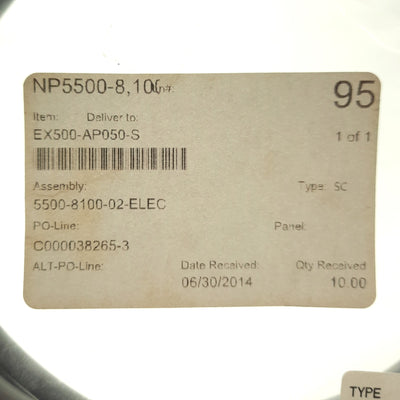 NP5500-8,10
95
Item: Deliver to:
EX500-AP050-S
1 of 1
Assembly: Type: SC
5500-8100-02-ELEC
PO-Line: Panel:
C000038265-3
ALT-PO-Line: Date Received: Qty Received
06/30/2014 10.00
TYPE